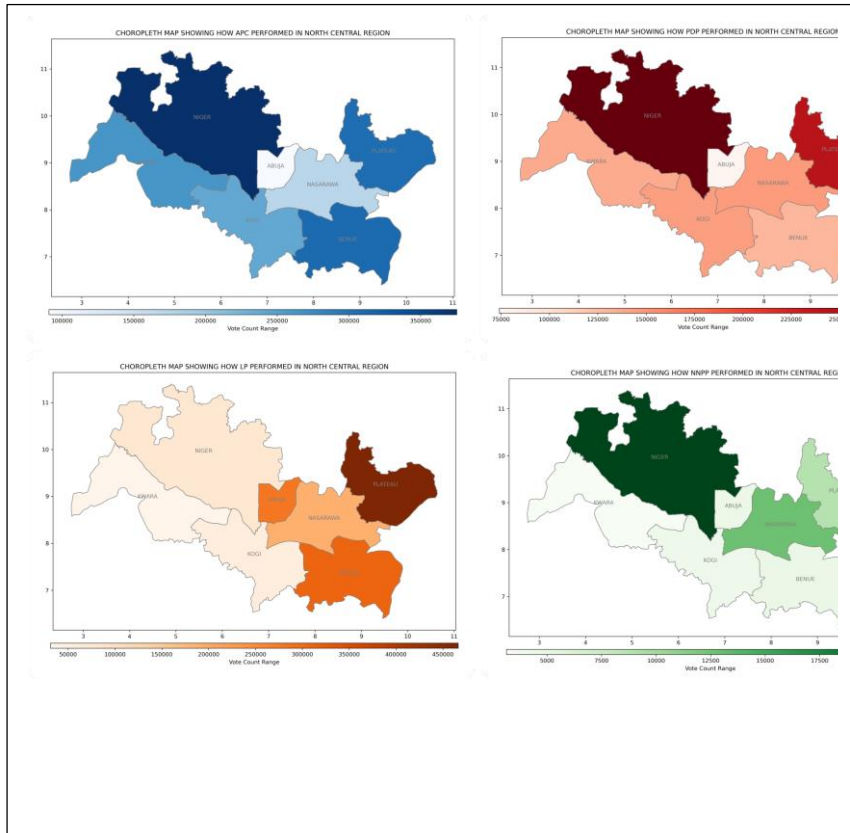 CHOROPLETH MAP SHOWING HOW APC PERFORMED IN NORTH CENTRAL REGION
11
10
9
8
7
NIGER
PLATEAU
ABUJA
KWARA
NASARAWA
KOGI
BENUE
3 4 5 6 7 8 9 10 11
100000 150000 200000 250000 300000 350000
Vote Count Range
CHOROPLETH MAP SHOWING HOW PDP PERFORMED IN NORTH CENTRAL REGION
11
10
9
8
7
NIGER
PLATE
ABUJA
KWARA
NASARAWA
KOGI
BENUE
3 4 5 6 7 8 9
75000 100000 125000 175000 200000 225000 250
Vote Count Range
CHOROPLETH MAP SHOWING HOW LP PERFORMED IN NORTH CENTRAL REGION
11
10
9
8
7
NIGER
PLATEAU
ABUJA
KWARA
NASARAWA
KOGI
BENUE
3 4 5 6 7 8 9 10 11
50000 100000 150000 200000 250000 300000 350000 400000 450000
Vote Count Range
CHOROPLETH MAP SHOWING HOW NNPP PERFORMED IN NORTH CENTRAL REG
11
10
9
8
7
NIGER
PLA
ABUJA
KWARA
NASARAWA
KOGI
BENUE
3 4 5 6 7 8 9
5000 7500 10000 12500 15000 17500
Vote Count Range